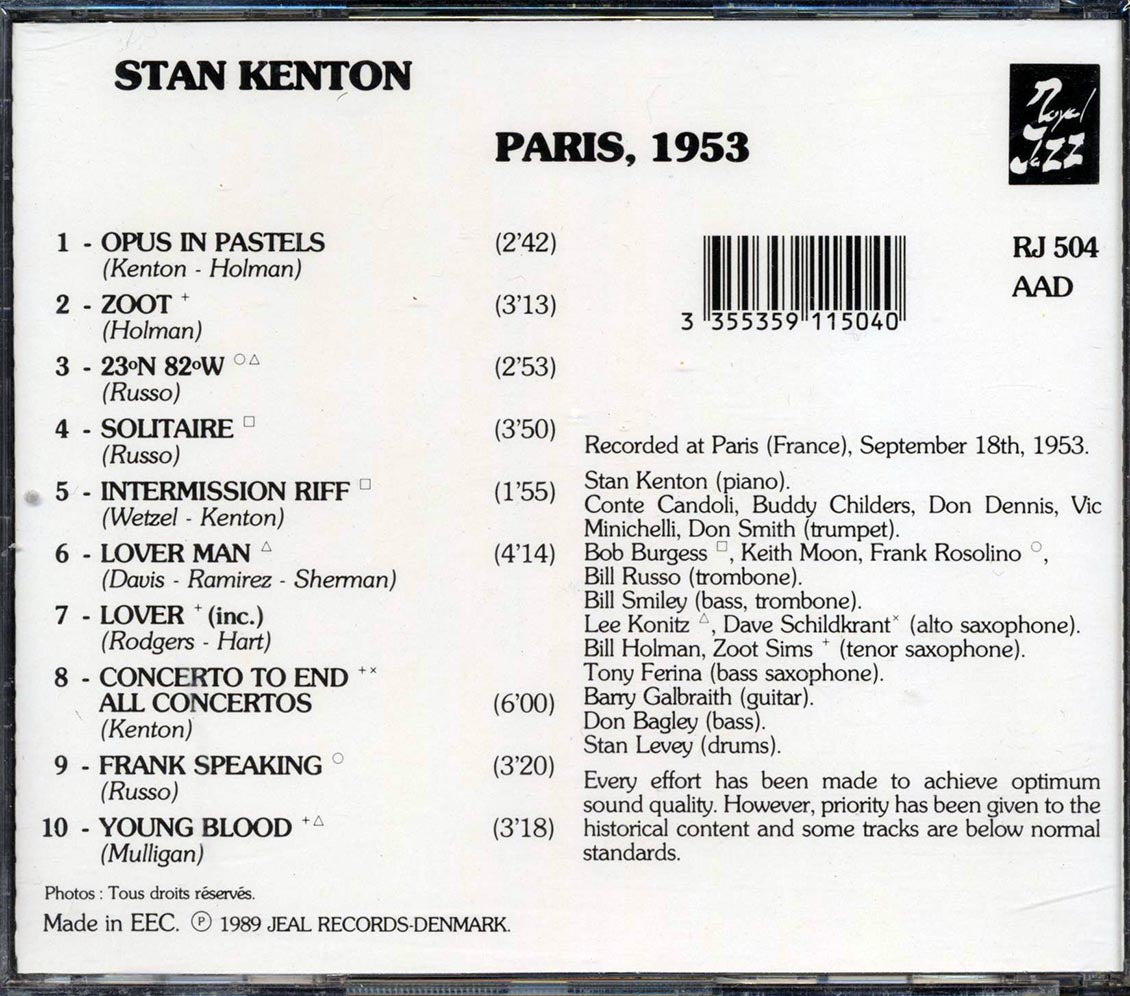 STAN KENTON
PARIS, 1953
Royal
Jazz
1 - OPUS IN PASTELS (2'42)
(Kenton - Holman)
2 - ZOOT + (3'13)
(Holman)
3 - 23ºN 82ºW ○△ (2'53)
(Russo)
4 - SOLITAIRE □ (3'50)
(Russo)
5 - INTERMISSION RIFF □ (1'55)
(Wetzel - Kenton)
6 - LOVER MAN △ (4'14)
(Davis - Ramirez - Sherman)
7 - LOVER + (inc.)
(Rodgers - Hart)
8 - CONCERTO TO END +×
ALL CONCERTOS (6'00)
(Kenton)
9 - FRANK SPEAKING ○ (3'20)
(Russo)
10 - YOUNG BLOOD +△ (3'18)
(Mulligan)
3 355359 115040
RJ 504
AAD
Recorded at Paris (France), September 18th, 1953.
Stan Kenton (piano).
Conte Candoli, Buddy Childers, Don Dennis, Vic
Minichelli, Don Smith (trumpet).
Bob Burgess □, Keith Moon, Frank Rosolino ○,
Bill Russo (trombone).
Bill Smiley (bass, trombone).
Lee Konitz △, Dave Schildkrant× (alto saxophone).
Bill Holman, Zoot Sims + (tenor saxophone).
Tony Ferina (bass saxophone).
Barry Galbraith (guitar).
Don Bagley (bass).
Stan Levey (drums).
Every effort has been made to achieve optimum
sound quality. However, priority has been given to the
historical content and some tracks are below normal
standards.
Photos : Tous droits réservés.
Made in EEC. ℗ 1989 JEAL RECORDS-DENMARK.